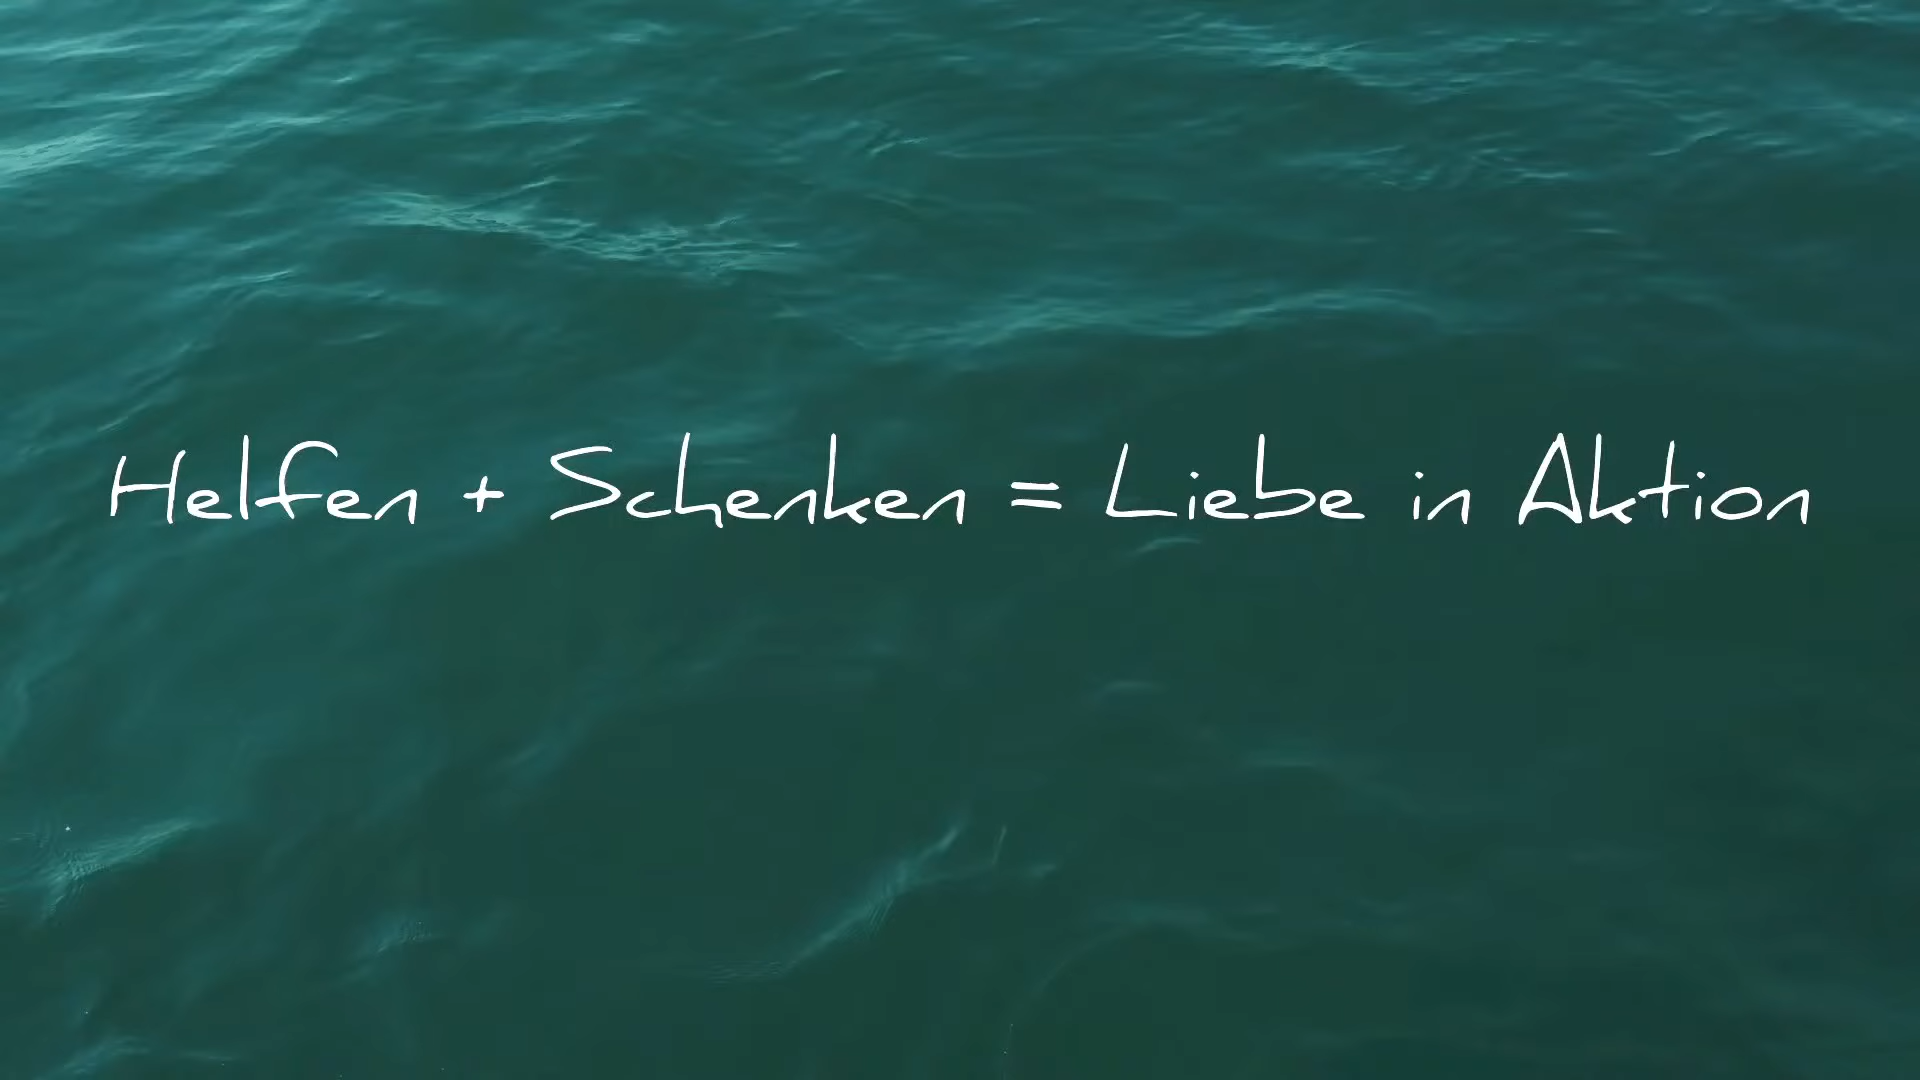 Helfen + Schenken = Liebe in Aktion